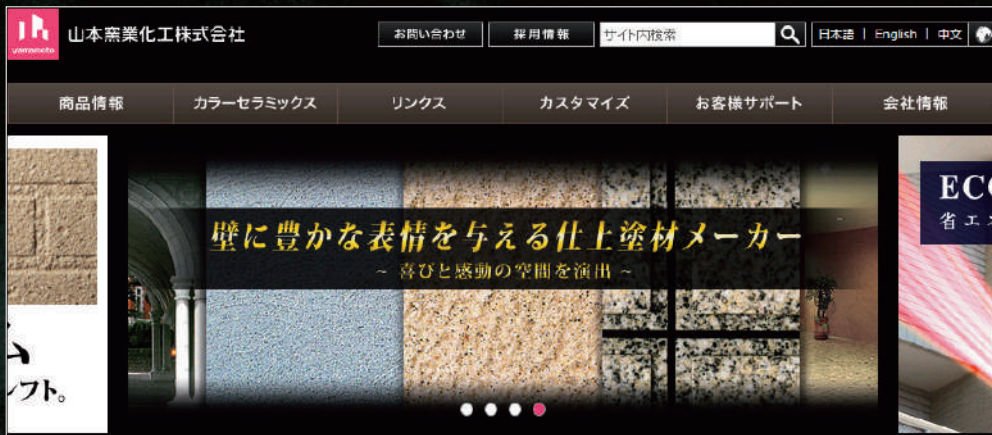 yamamoto
山本窯業化工株式会社
お問い合わせ
採用情報
サイト内検索
日本語 | English | 中文
商品情報
カラーセラミックス
リンクス
カスタマイズ
お客様サポート
会社情報
壁に豊かな表情を与える仕上塗材メーカー
~ 喜びと感動の空間を演出 ~
ム
フト。
ECO
省エネ